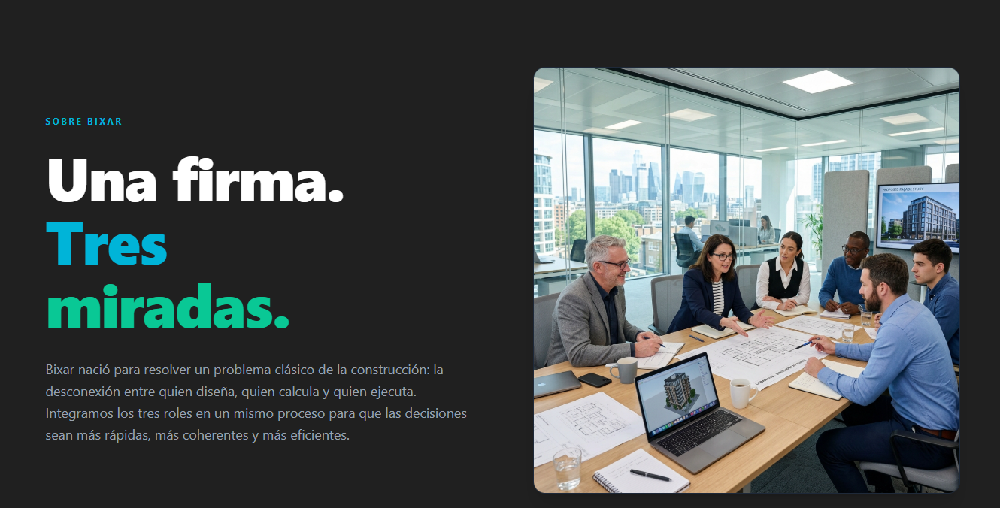 SOBRE BIXAR
Una firma.
Tres
miradas.
Bixar nació para resolver un problema clásico de la construcción: la
desconexión entre quien diseña, quien calcula y quien ejecuta.
Integramos los tres roles en un mismo proceso para que las decisiones
sean más rápidas, más coherentes y más eficientes.
PROPOSED FAÇADE STUDY